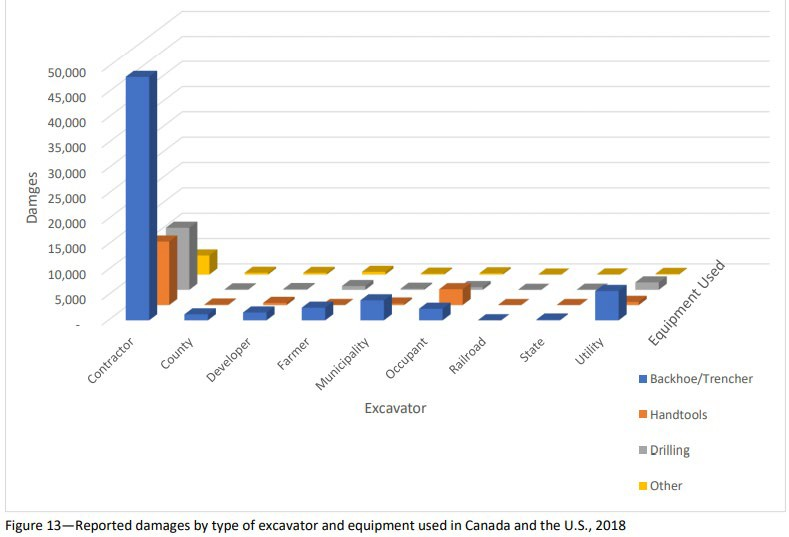 50,000
45,000
40,000
35,000
30,000
25,000
20,000
15,000
10,000
5,000
-
Damges
Contractor
County
Developer
Farmer
Municipality
Occupant
Railroad
State
Utility
Equipment Used
Excavator
Backhoe/Trencher
Handtools
Drilling
Other
Figure 13—Reported damages by type of excavator and equipment used in Canada and the U.S., 2018